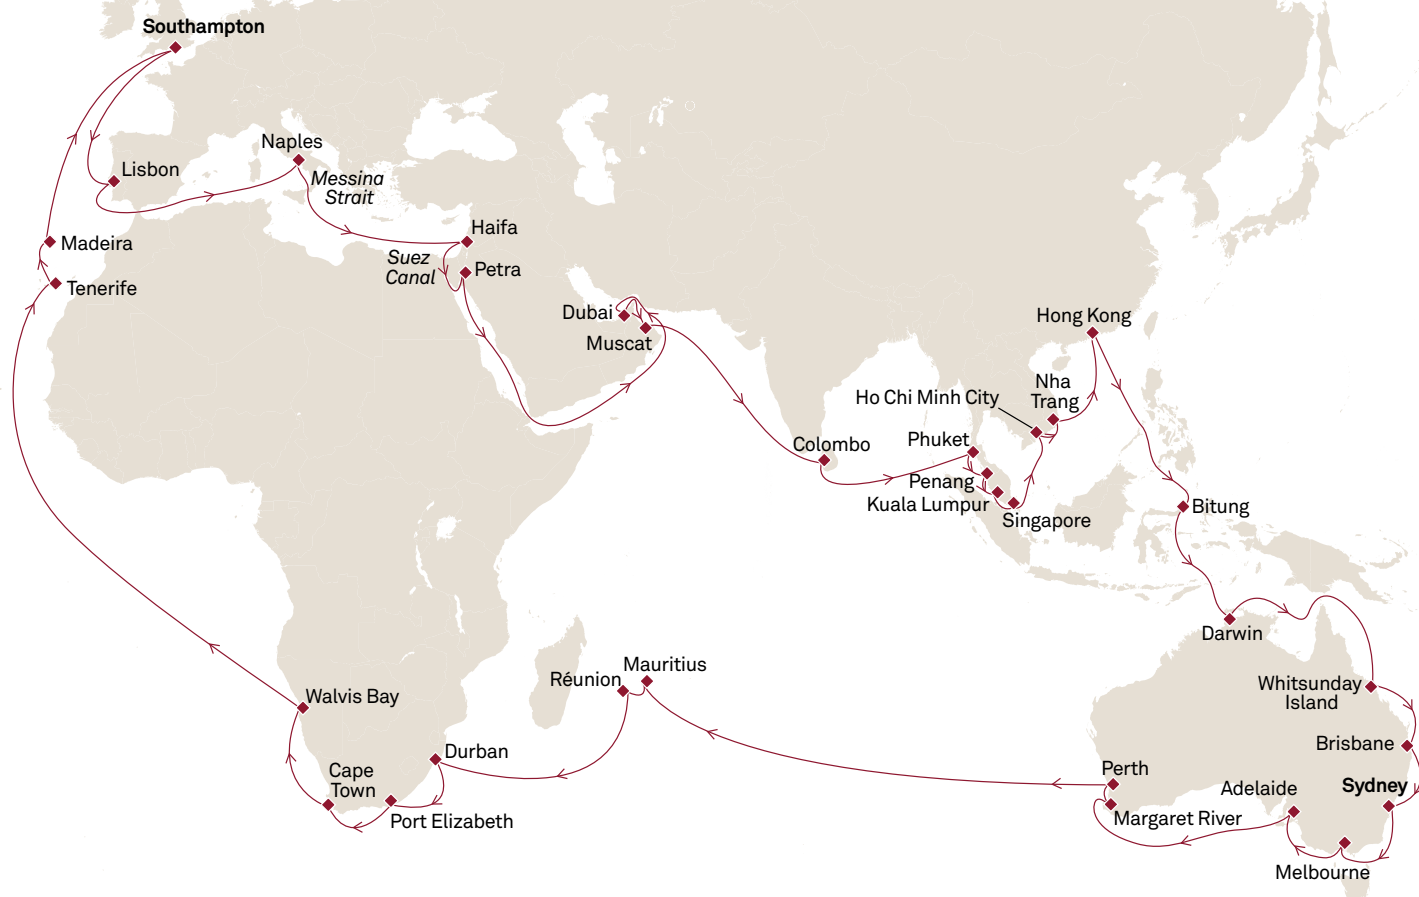 Southampton
Naples
Lisbon
Messina
Strait
Haifa
Madeira
Suez
Canal
Petra
Tenerife
Dubai
Muscat
Hong Kong
Nha
Trang
Ho Chi Minh City
Colombo
Phuket
Penang
Kuala Lumpur
Singapore
Bitung
Darwin
Mauritius
Réunion
Whitsunday
Island
Walvis Bay
Brisbane
Durban
Cape
Town
Perth
Adelaide
Sydney
Port Elizabeth
Margaret River
Melbourne